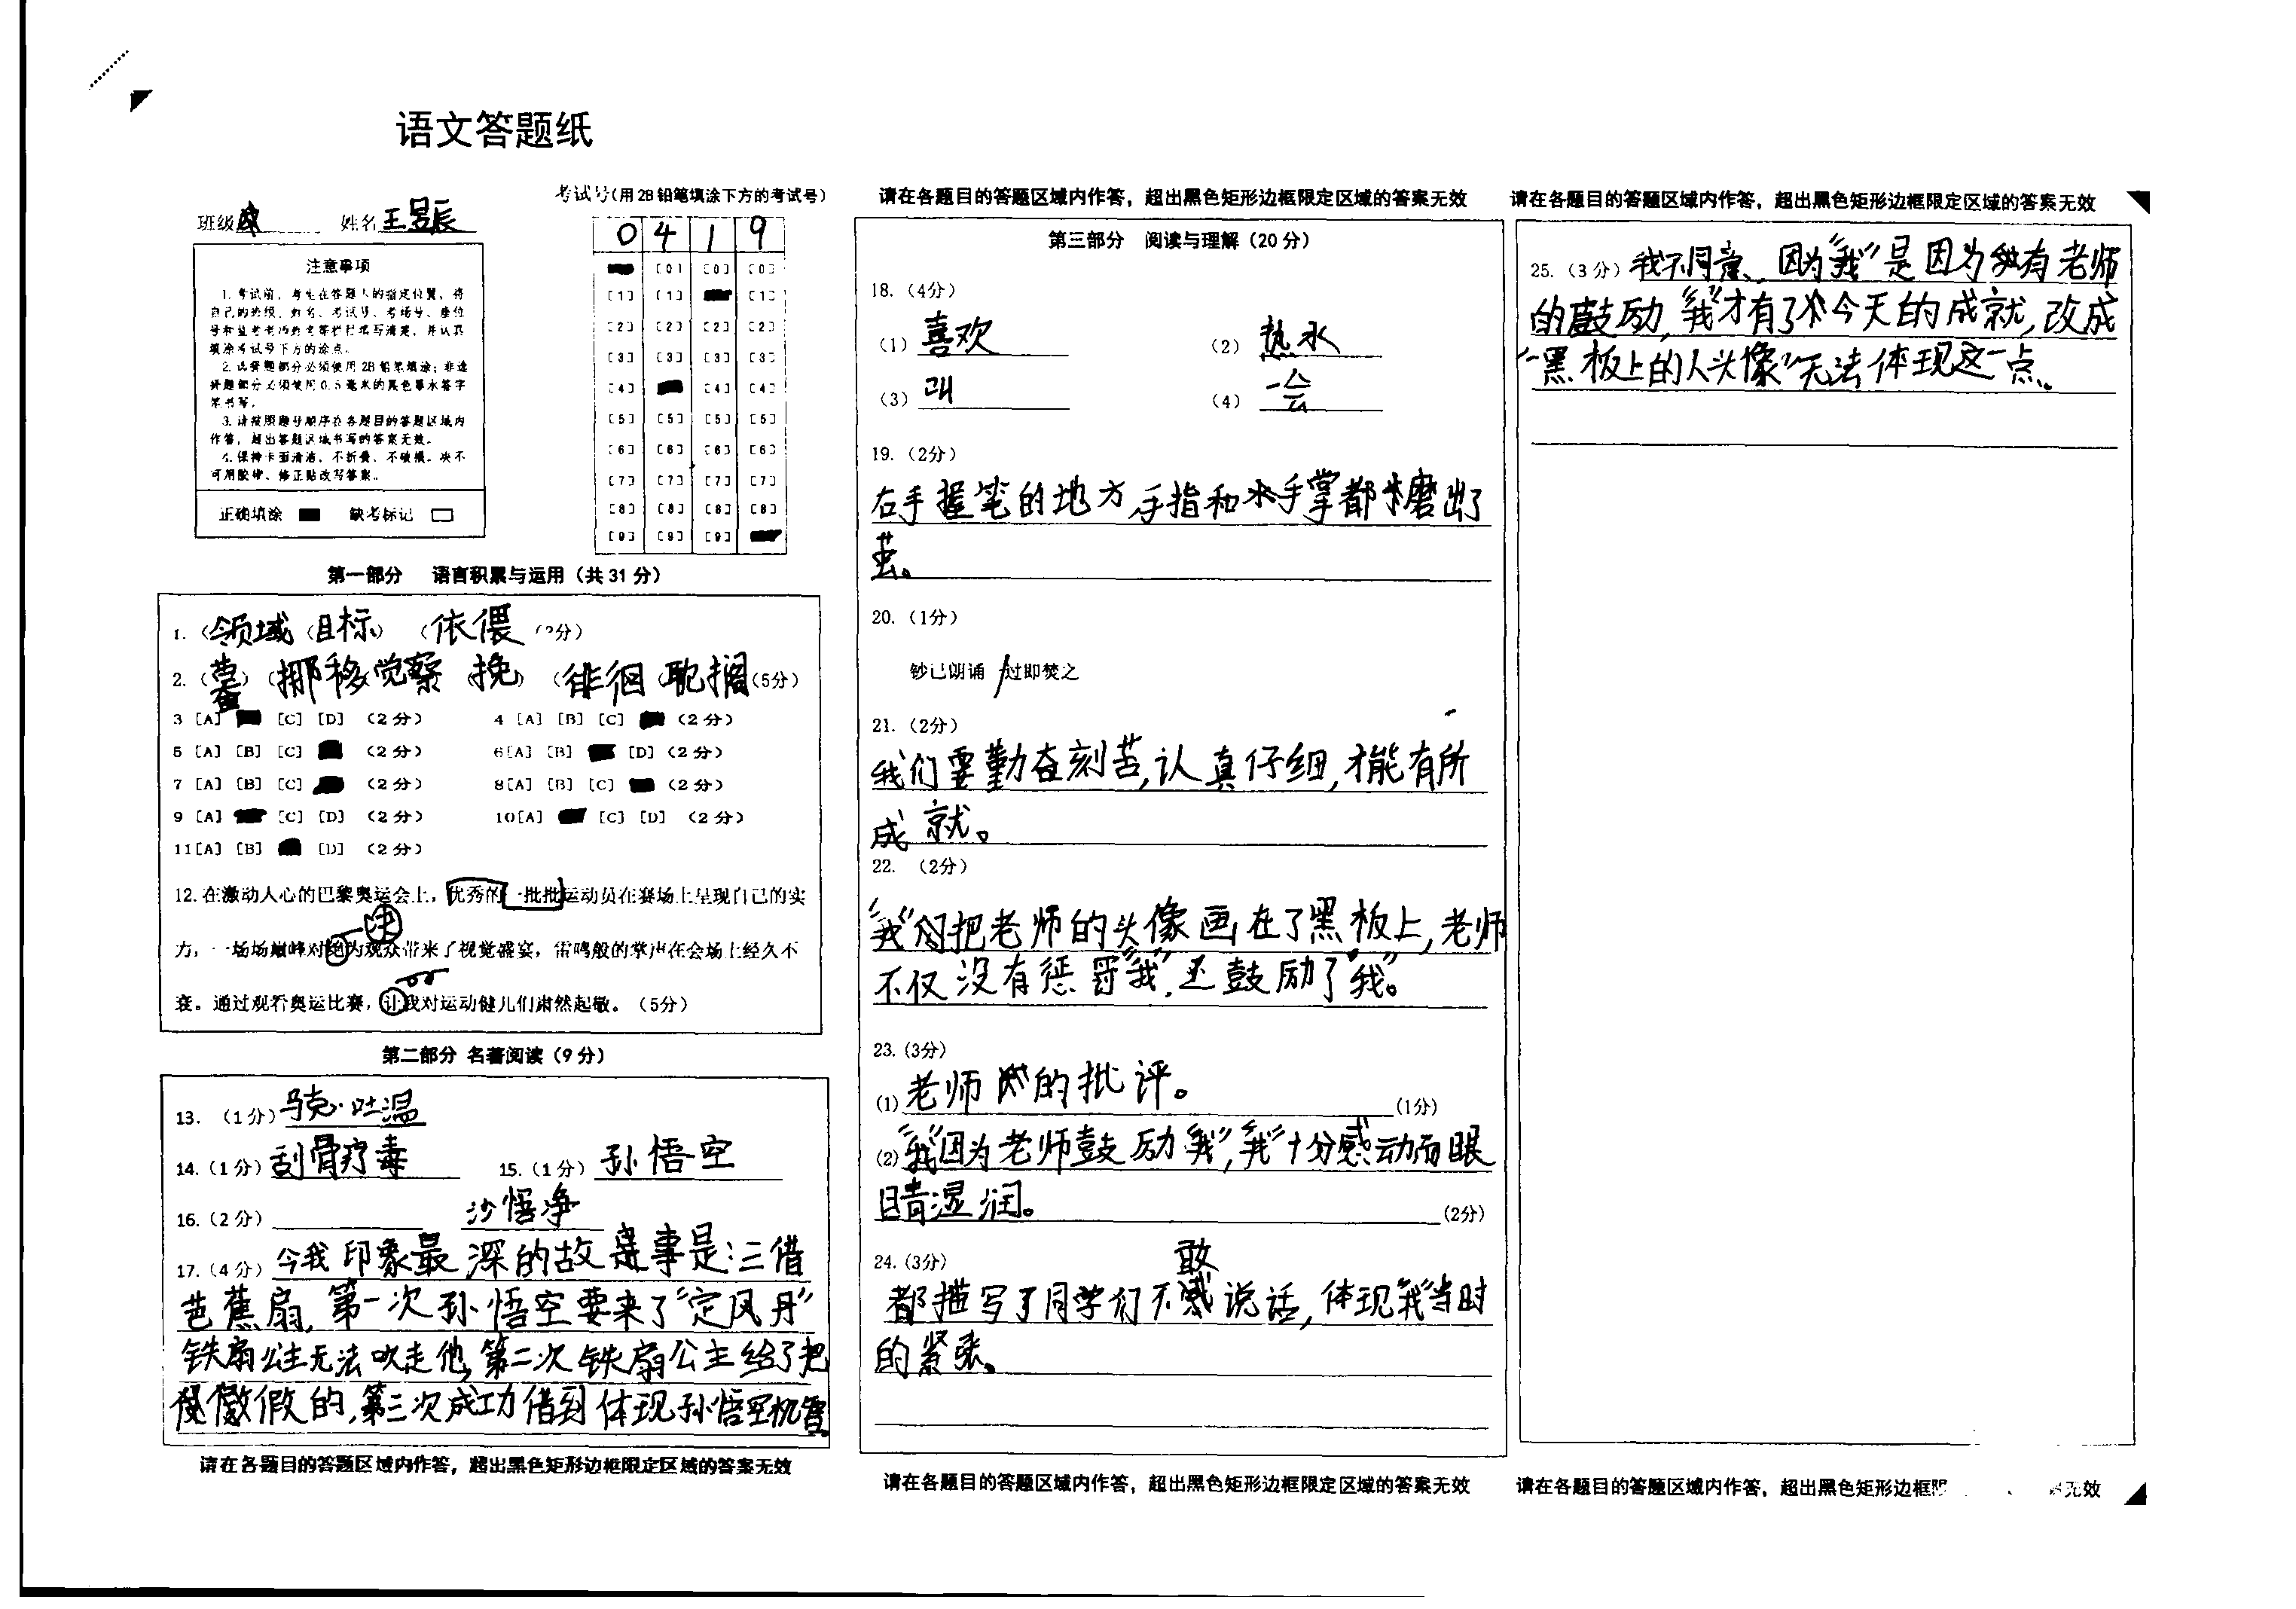 语文答题纸
班级 姓名 王昱辰
考试号(用2B铅笔填涂下方的考试号)
0 4 1 9
[0] [0] [0]
[1] [1] [1]
[2] [2] [2] [2]
[3] [3] [3] [3]
[4] [4] [4]
[5] [5] [5] [5]
[6] [6] [6] [6]
[7] [7] [7] [7]
[8] [8] [8] [8]
[9] [9] [9]
注意事项
1.考试前,考生在答题卡的指定位置,将
自己的班级、姓名、考试号、考场号、座位
号和监考老师姓名等栏目填写清楚,并认真
填涂考试号下方的涂点。
2.选择题部分必须使用2B铅笔填涂;非选
择题部分必须使用0.5毫米的黑色墨水签字
笔书写。
3.请按照题号顺序在各题目的答题区域内
作答,超出答题区域书写的答案无效。
4.保持卡面清洁,不折叠、不破损。决不
可用胶带、修正贴改写答案。
正确填涂 缺考标记
第一部分 语言积累与运用(共31分)
1.(领域(目标)(依偎 分)
2.( )(挪移 觉察 (挽)(徘徊 耽搁(5分)
3 [A] [C] [D] (2分) 4 [A] [B] [C] (2分)
5 [A] [B] [C] (2分) 6[A] [B] [D] (2分)
7 [A] [B] [C] (2分) 8[A] [B] [C] (2分)
9 [A] [C] [D] (2分) 10[A] [C] [D] (2分)
11[A] [B] [D] (2分)
12.在激动人心的巴黎奥运会上,优秀的一批批运动员在赛场上呈现自己的实
决
方,一场场巅峰对绝为观众带来了视觉盛宴,雷鸣般的掌声在会场上经久不
衰。通过观看奥运比赛,让我对运动健儿们肃然起敬。(5分)
第二部分 名著阅读(9分)
13.(1分)马克·吐温
14.(1分)刮骨疗毒 15.(1分)孙悟空
16.(2分) 沙悟净
17.(4分)令我印象最深的故事是:三借
芭蕉扇,第一次孙悟空要来了“定风丹”
铁扇公主无法吹走他,第二次铁扇公主给了把
假的,第三次成功借到体现孙悟空机智
请在各题目的答题区域内作答,超出黑色矩形边框限定区域的答案无效
请在各题目的答题区域内作答,超出黑色矩形边框限定区域的答案无效
第三部分 阅读与理解(20分)
18.(4分)
(1)喜欢 (2)热水
(3)叫 (4)会
19.(2分)
右手握笔的地方,手指和手掌都磨出了
茧。
20.(1分)
钞已朗诵/过即焚之
21.(2分)
我们要勤奋刻苦,认真仔细,才能有所
成就。
22.(2分)
“我”把老师的头像画在了黑板上,老师
不仅没有惩罚“我”,还鼓励了“我”。
23.(3分)
(1)老师的批评。(1分)
(2)“我”因为老师鼓励“我”,“我”十分感动而眼
睛湿润。(2分)
24.(3分)
敢
都描写了同学们不说话,体现“我”当时
的紧张。
请在各题目的答题区域内作答,超出黑色矩形边框限定区域的答案无效
请在各题目的答题区域内作答,超出黑色矩形边框限定区域的答案无效
25.(3分)我不同意,因为“我”是因为有老师
的鼓励,“我”才有了今天的成就,改成
“黑板上的人头像”无法体现这一点。
请在各题目的答题区域内作答,超出黑色矩形边框限 无效